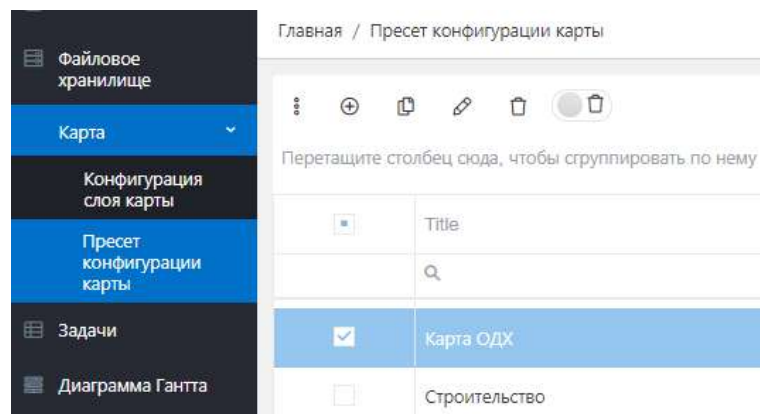 Файловое
хранилище
Карта
Конфигурация
слоя карты
Пресет
конфигурации
карты
Задачи
Диаграмма Гантта
Главная / Пресет конфигурации карты
Перетащите столбец сюда, чтобы сгруппировать по нему
Title
Карта ОДХ
Строительство